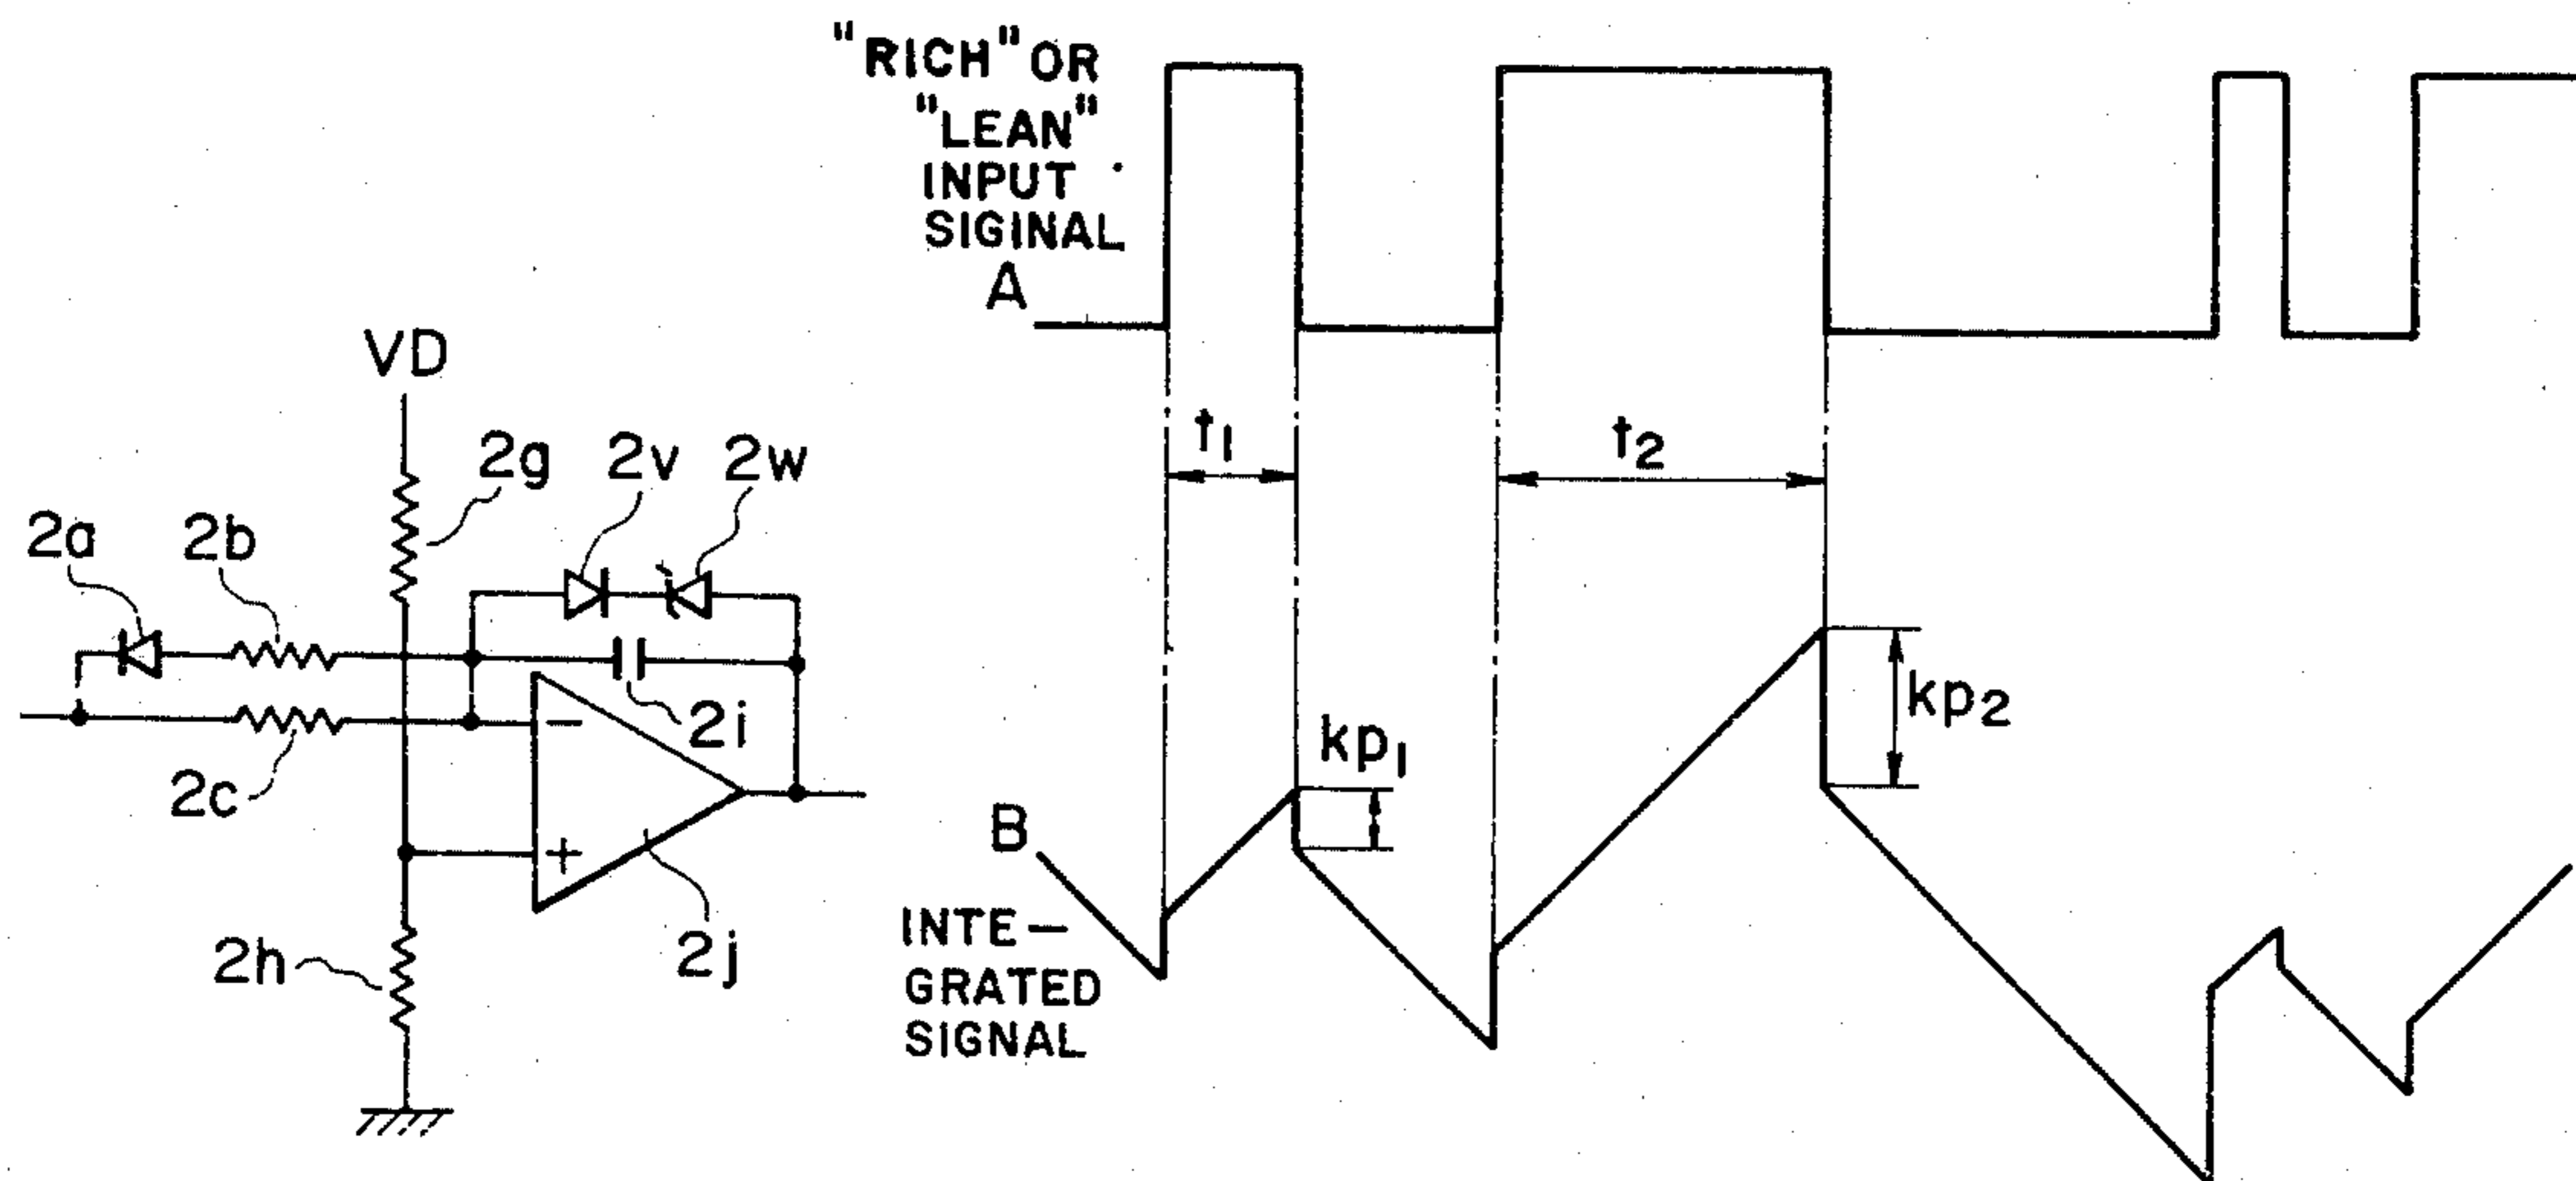 VD
2g
2v
2w
2a
2b
2i
2c
−
+
2h
2j
"RICH" OR
"LEAN"
INPUT
SIGINAL
A
t1
t2
kp1
kp2
B
INTE–
GRATED
SIGNAL